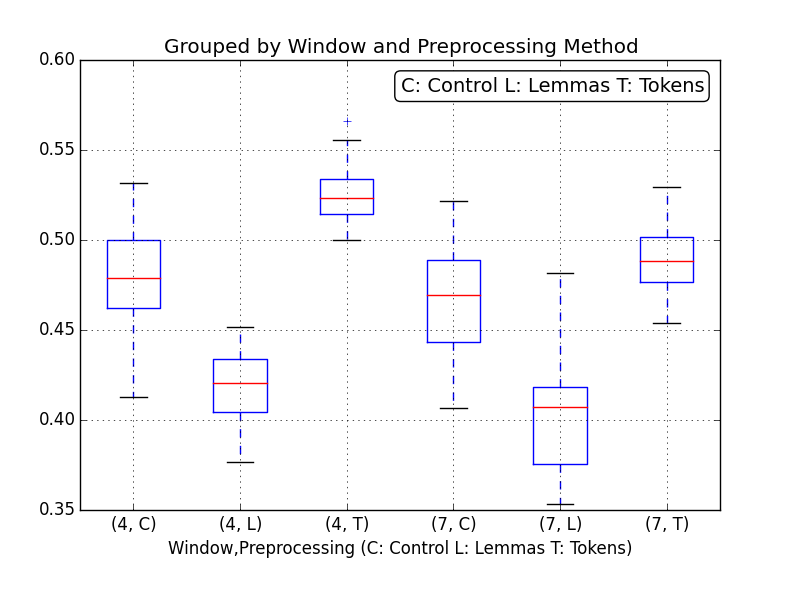 Grouped by Window and Preprocessing Method
0.60
C: Control L: Lemmas T: Tokens
0.55
0.50
0.45
0.40
0.35
(4, C) (4, L) (4, T) (7, C) (7, L) (7, T)
Window,Preprocessing (C: Control L: Lemmas T: Tokens)